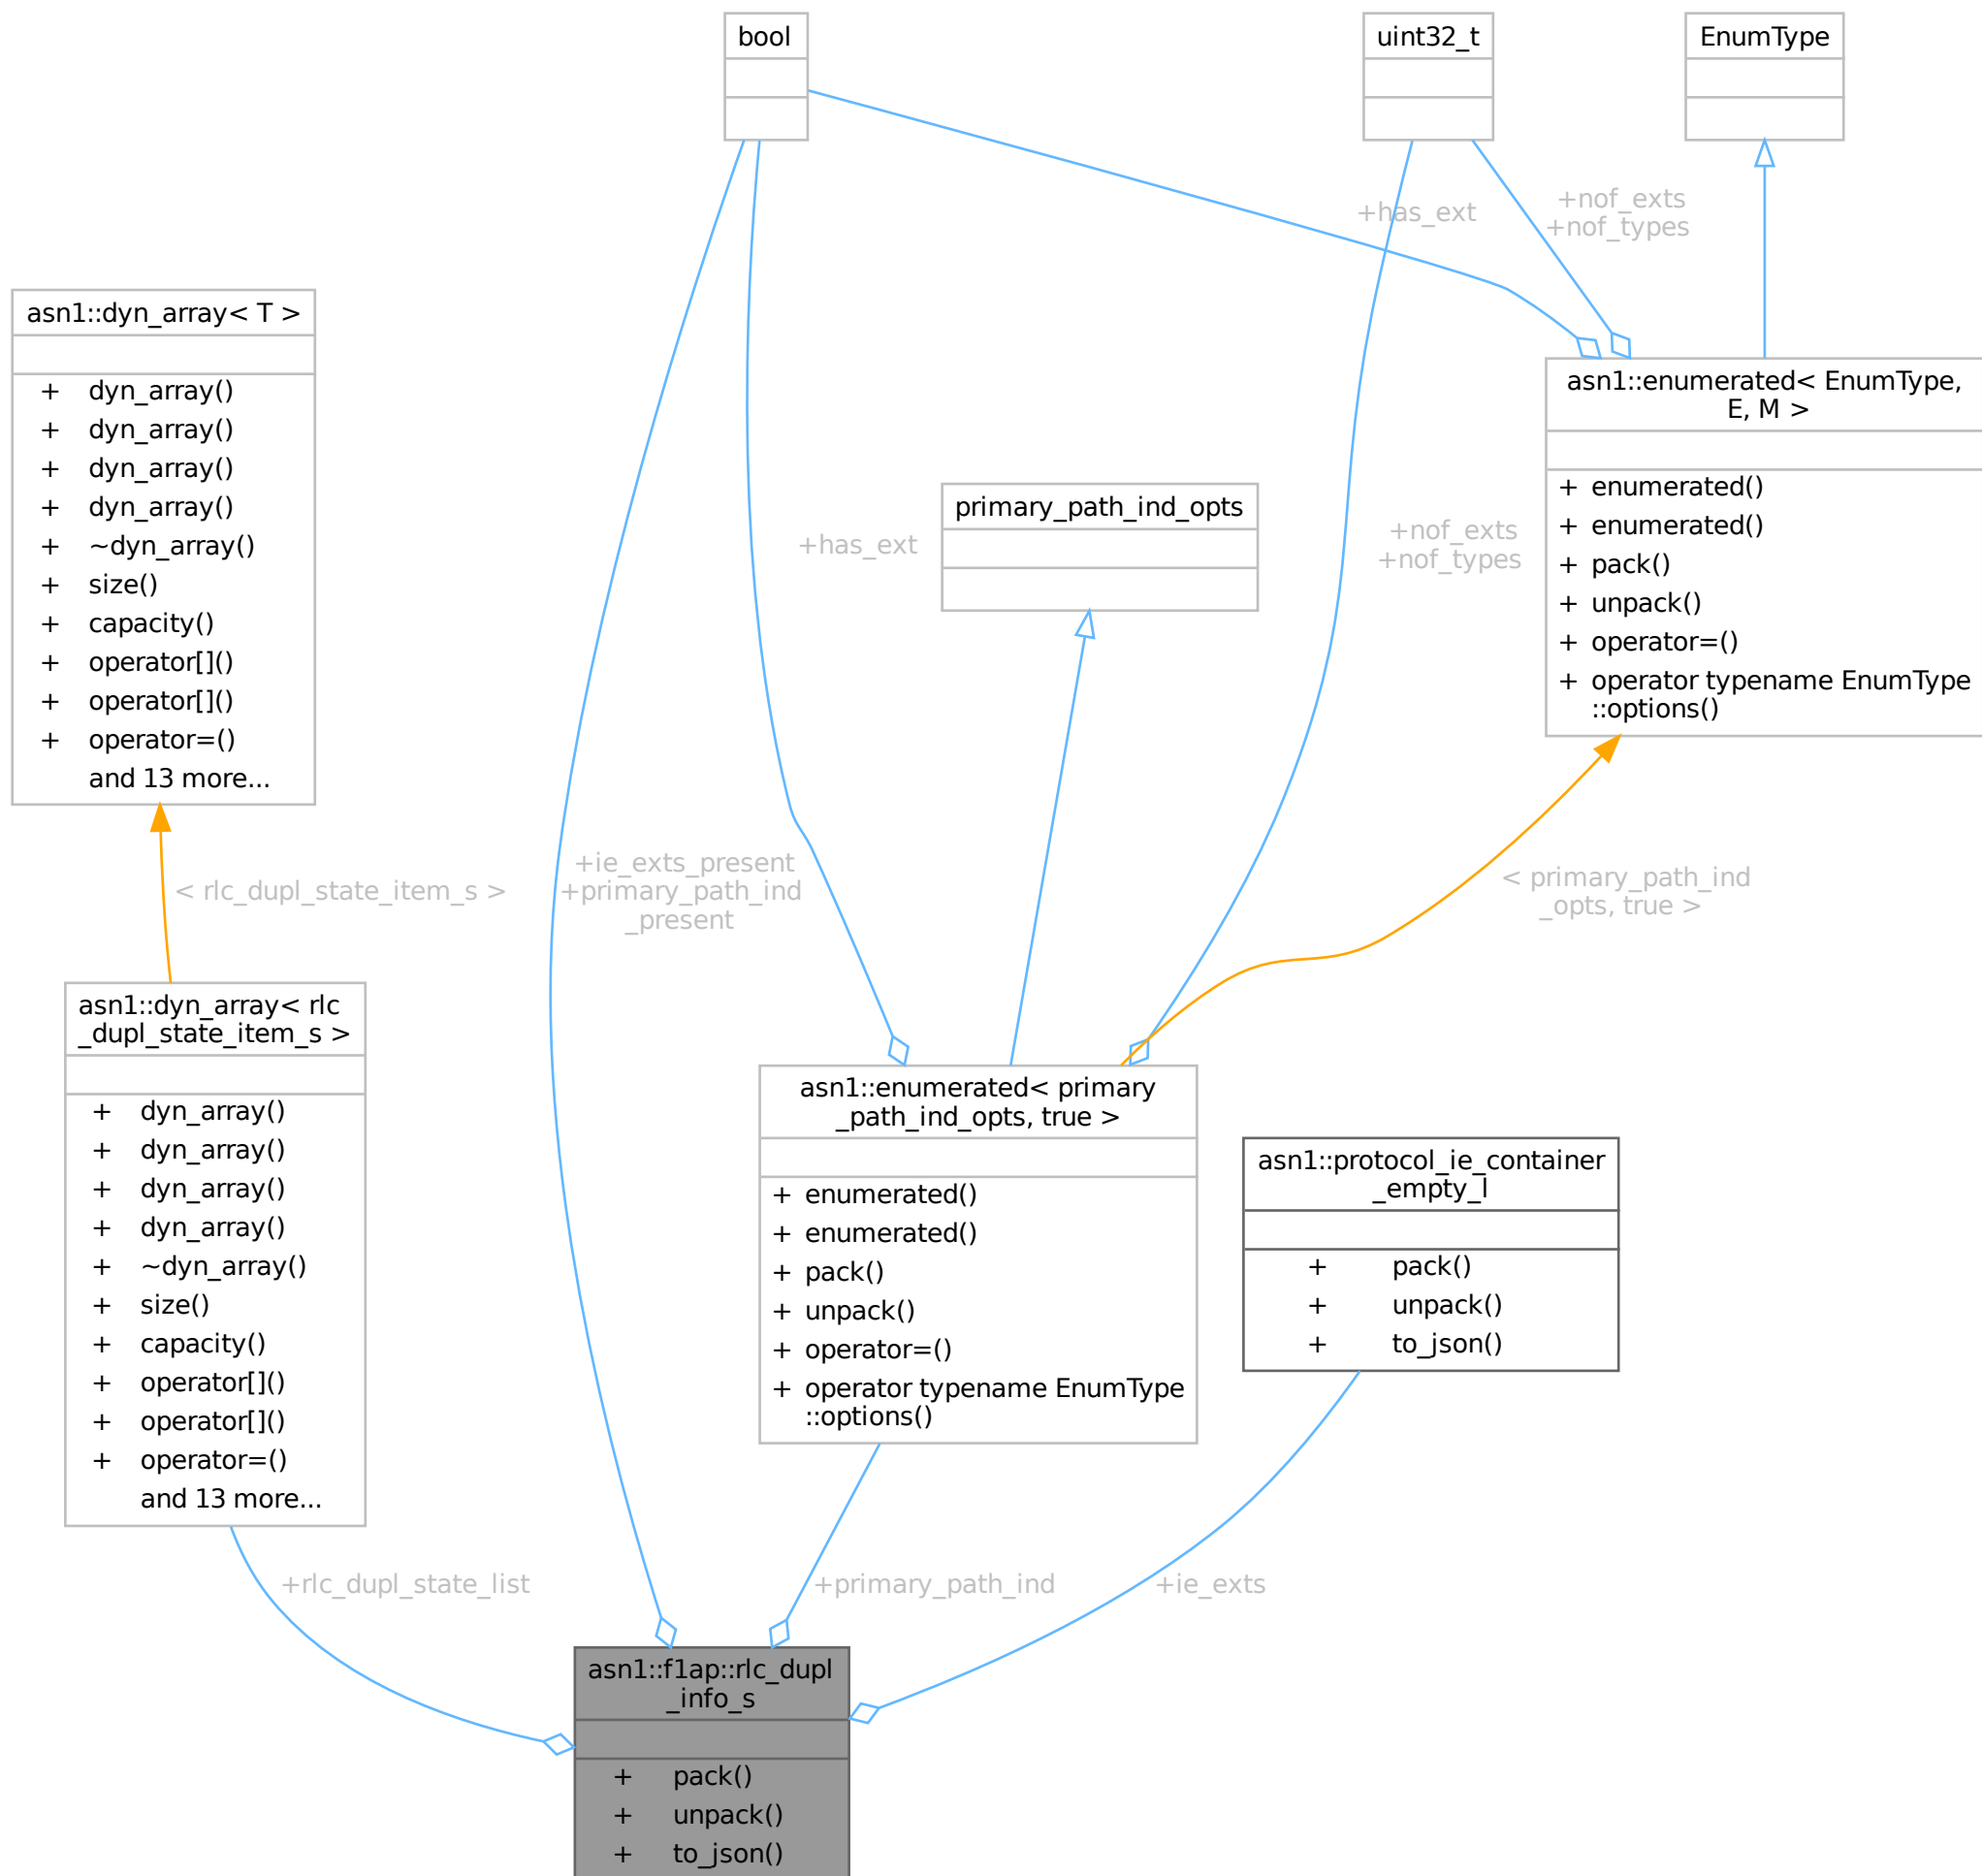 bool
uint32_t
EnumType
+has_ext
+nof_exts
+nof_types
asn1::dyn_array< T >
+ dyn_array()
+ dyn_array()
+ dyn_array()
+ dyn_array()
+ ~dyn_array()
+ size()
+ capacity()
+ operator[]()
+ operator[]()
+ operator=()
and 13 more...
asn1::enumerated< EnumType,
E, M >
+ enumerated()
+ enumerated()
+ pack()
+ unpack()
+ operator=()
+ operator typename EnumType
::options()
primary_path_ind_opts
+has_ext
+nof_exts
+nof_types
< rlc_dupl_state_item_s >
+ie_exts_present
+primary_path_ind
_present
< primary_path_ind
_opts, true >
asn1::dyn_array< rlc
_dupl_state_item_s >
+ dyn_array()
+ dyn_array()
+ dyn_array()
+ dyn_array()
+ ~dyn_array()
+ size()
+ capacity()
+ operator[]()
+ operator[]()
+ operator=()
and 13 more...
asn1::enumerated< primary
_path_ind_opts, true >
+ enumerated()
+ enumerated()
+ pack()
+ unpack()
+ operator=()
+ operator typename EnumType
::options()
asn1::protocol_ie_container
_empty_l
+ pack()
+ unpack()
+ to_json()
+rlc_dupl_state_list
+primary_path_ind
+ie_exts
asn1::f1ap::rlc_dupl
_info_s
+ pack()
+ unpack()
+ to_json()